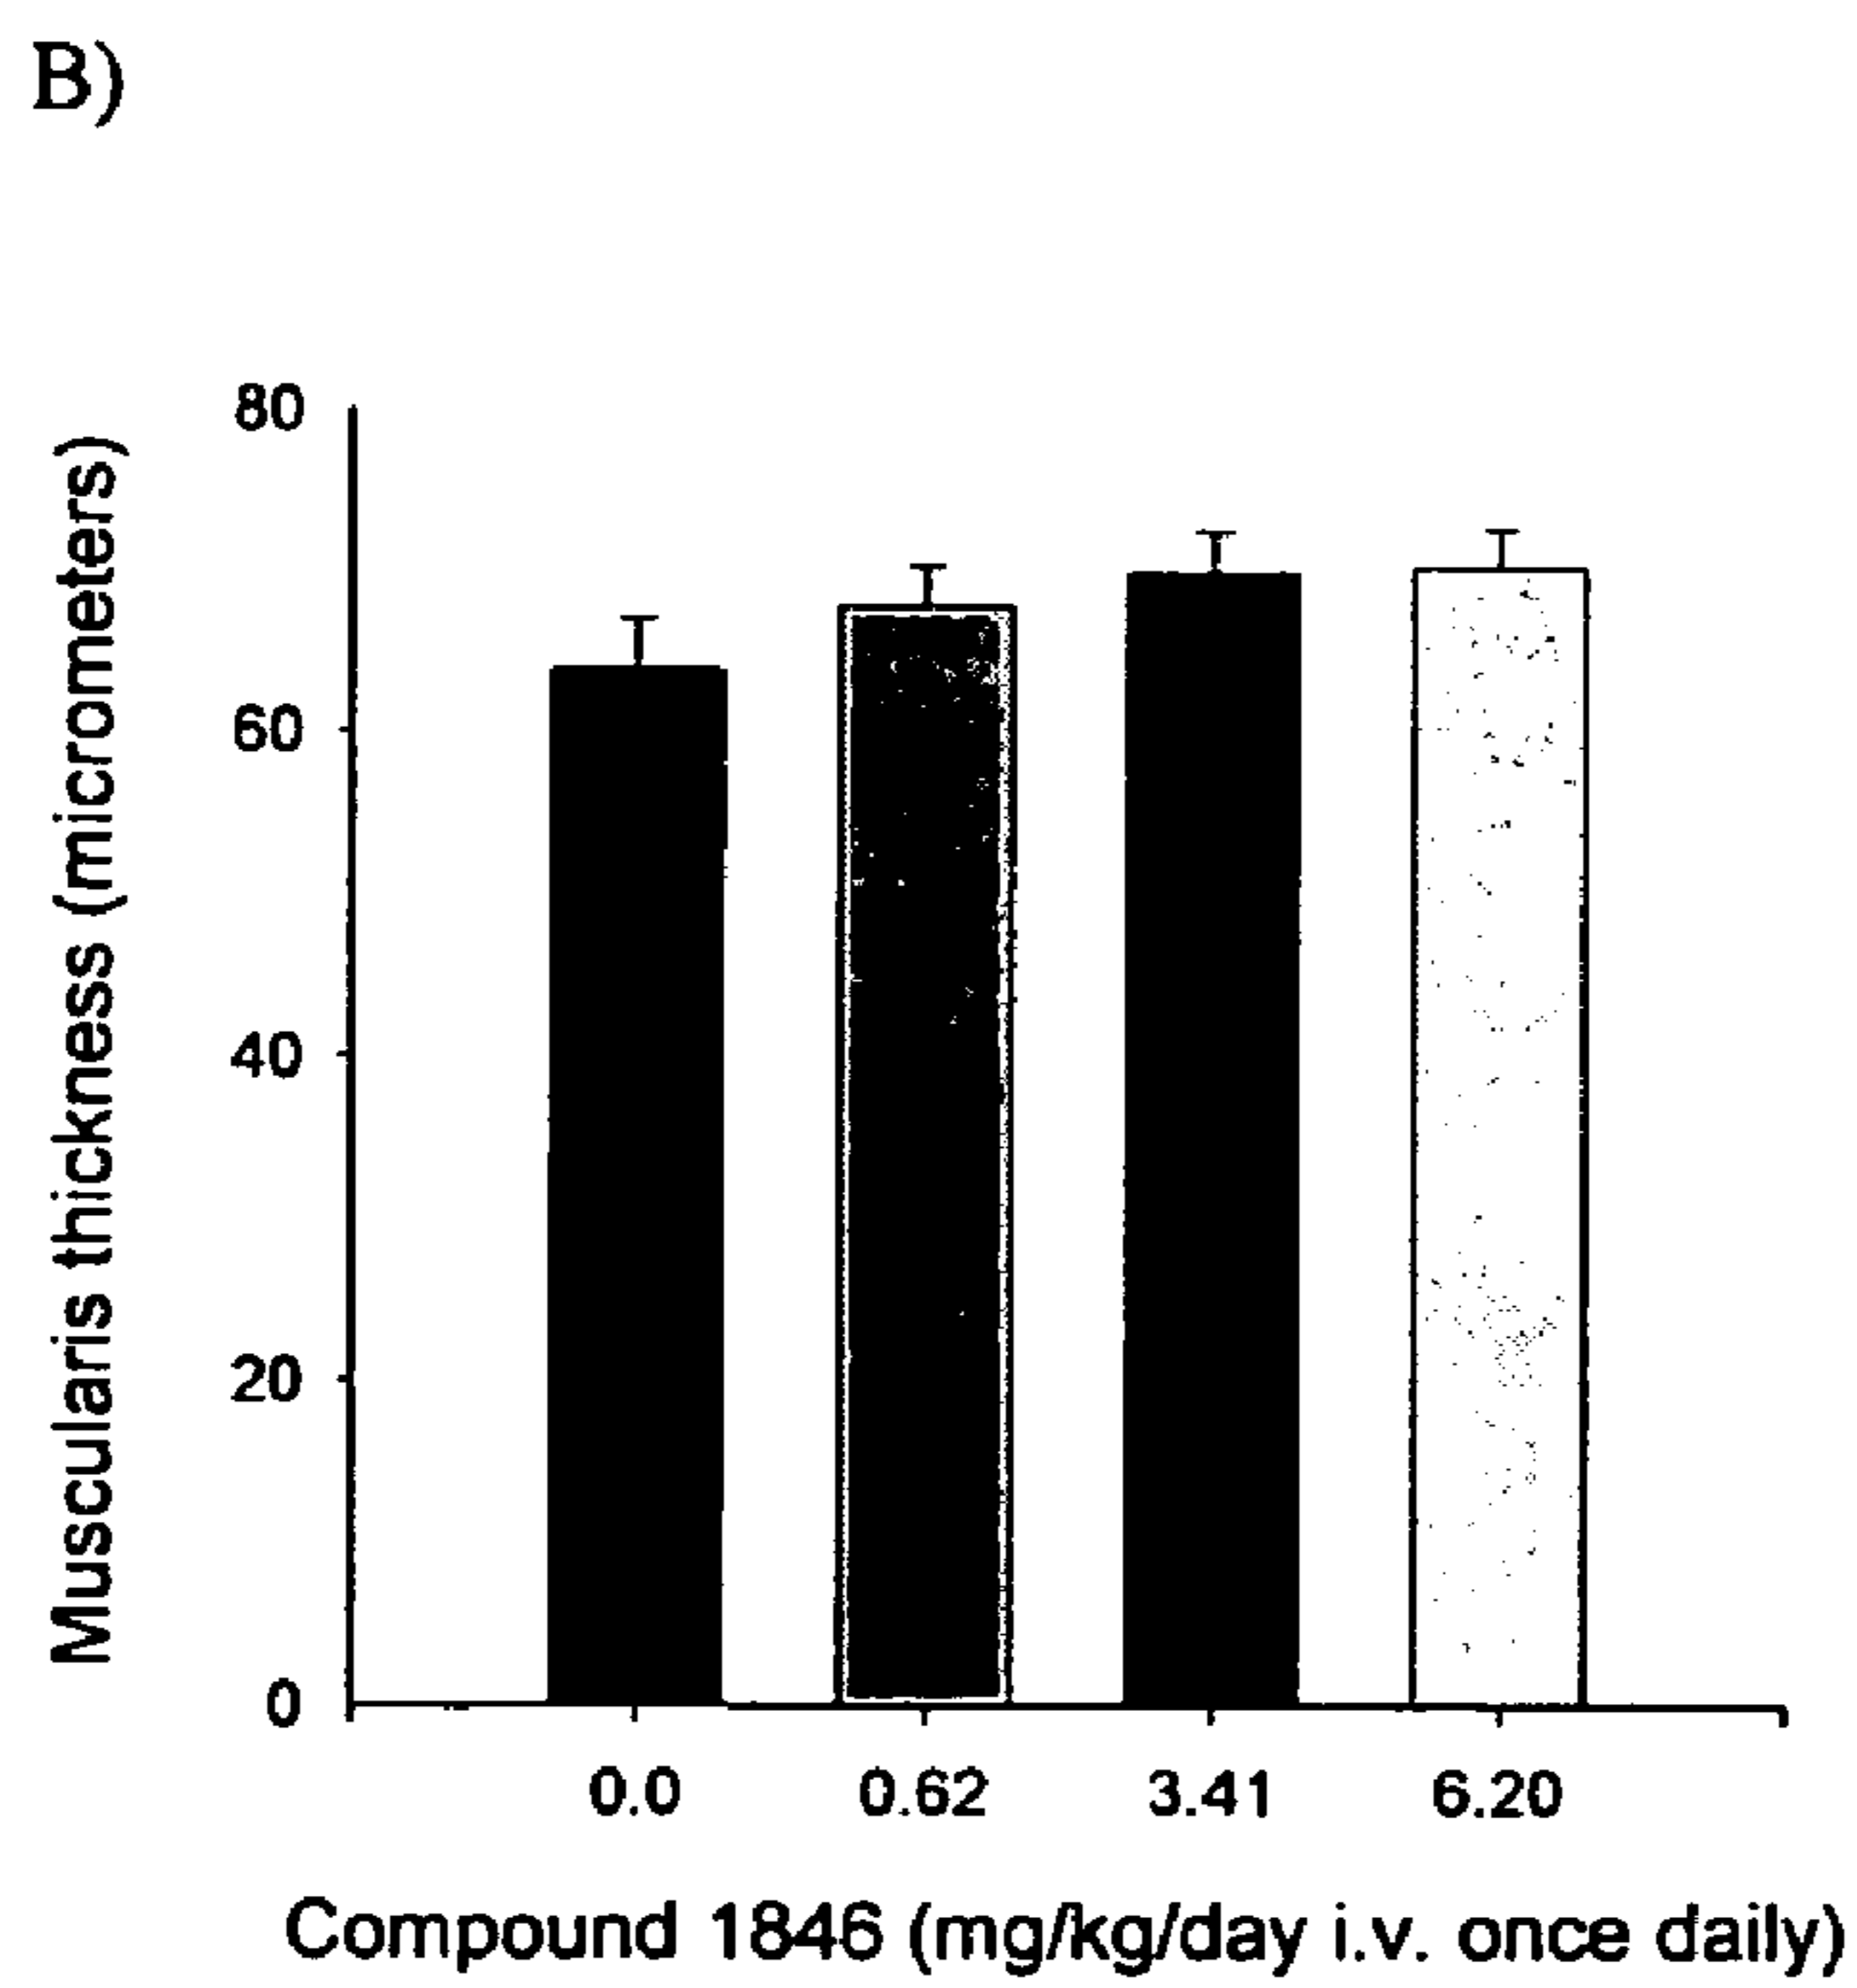 B)
80
60
40
20
0
Muscularis thickness (micrometers)
0.0 0.62 3.41 6.20
Compound 1846 (mg/kg/day i.v. once daily)